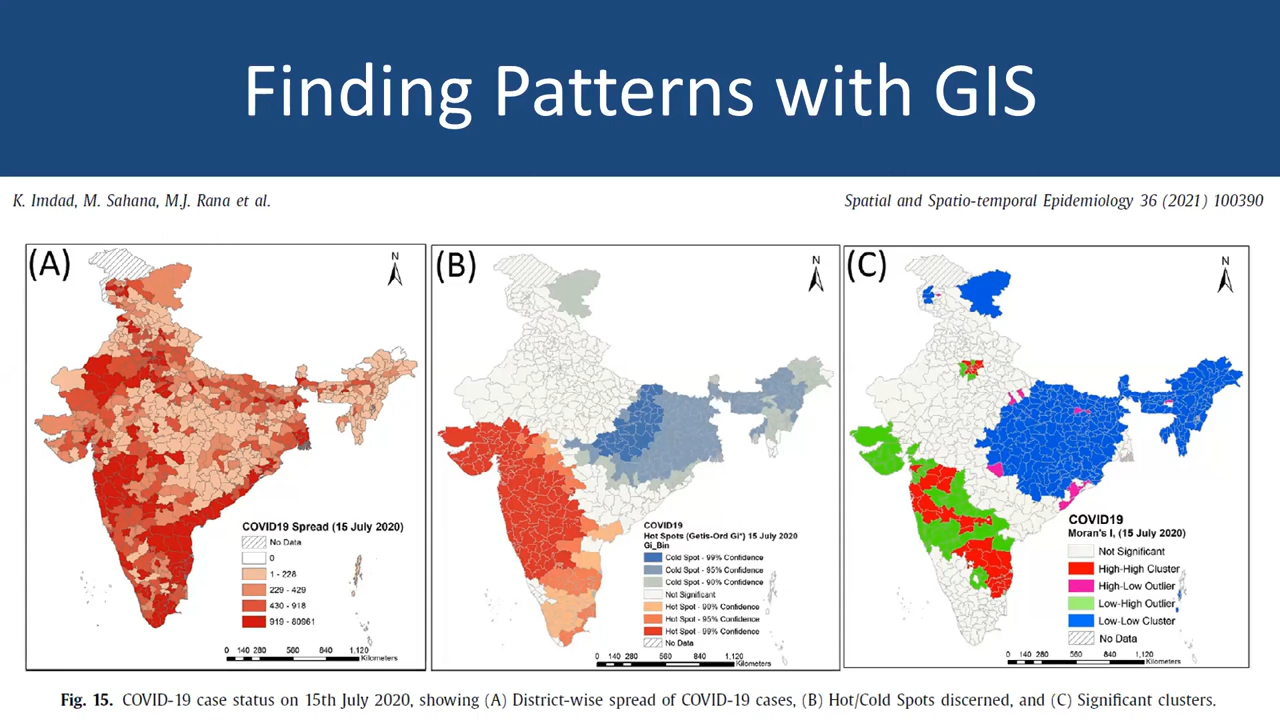 Finding Patterns with GIS
K. Imdad, M. Sahana, M.J. Rana et al.
Spatial and Spatio-temporal Epidemiology 36 (2021) 100390
(A)
N
COVID19 Spread (15 July 2020)
No Data
0
1 - 228
229 - 429
430 - 918
919 - 80961
0 140 280 560 840 1,120
Kilometers
(B)
N
COVID19
Hot Spots (Getis-Ord Gi*) 15 July 2020
Gi_Bin
Cold Spot - 99% Confidence
Cold Spot - 95% Confidence
Cold Spot - 90% Confidence
Not Significant
Hot Spot - 90% Confidence
Hot Spot - 95% Confidence
Hot Spot - 99% Confidence
No Data
0 140 280 560 840 1,120
Kilometers
(C)
N
COVID19
Moran's I, (15 July 2020)
Not Significant
High-High Cluster
High-Low Outlier
Low-High Outlier
Low-Low Cluster
No Data
0 140 280 560 840 1,120
Kilometers
Fig. 15. COVID-19 case status on 15th July 2020, showing (A) District-wise spread of COVID-19 cases, (B) Hot/Cold Spots discerned, and (C) Significant clusters.